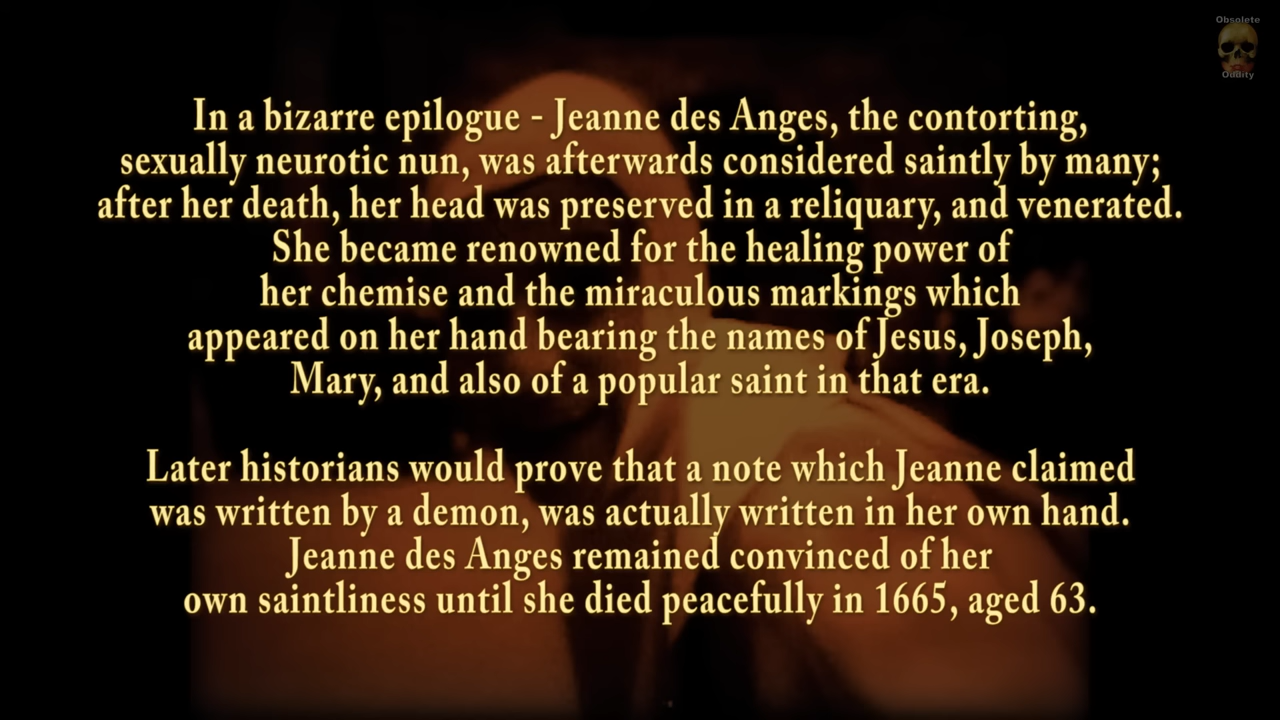 Obsolete
Oddity
In a bizarre epilogue - Jeanne des Anges, the contorting,
sexually neurotic nun, was afterwards considered saintly by many;
after her death, her head was preserved in a reliquary, and venerated.
She became renowned for the healing power of
her chemise and the miraculous markings which
appeared on her hand bearing the names of Jesus, Joseph,
Mary, and also of a popular saint in that era.
Later historians would prove that a note which Jeanne claimed
was written by a demon, was actually written in her own hand.
Jeanne des Anges remained convinced of her
own saintliness until she died peacefully in 1665, aged 63.